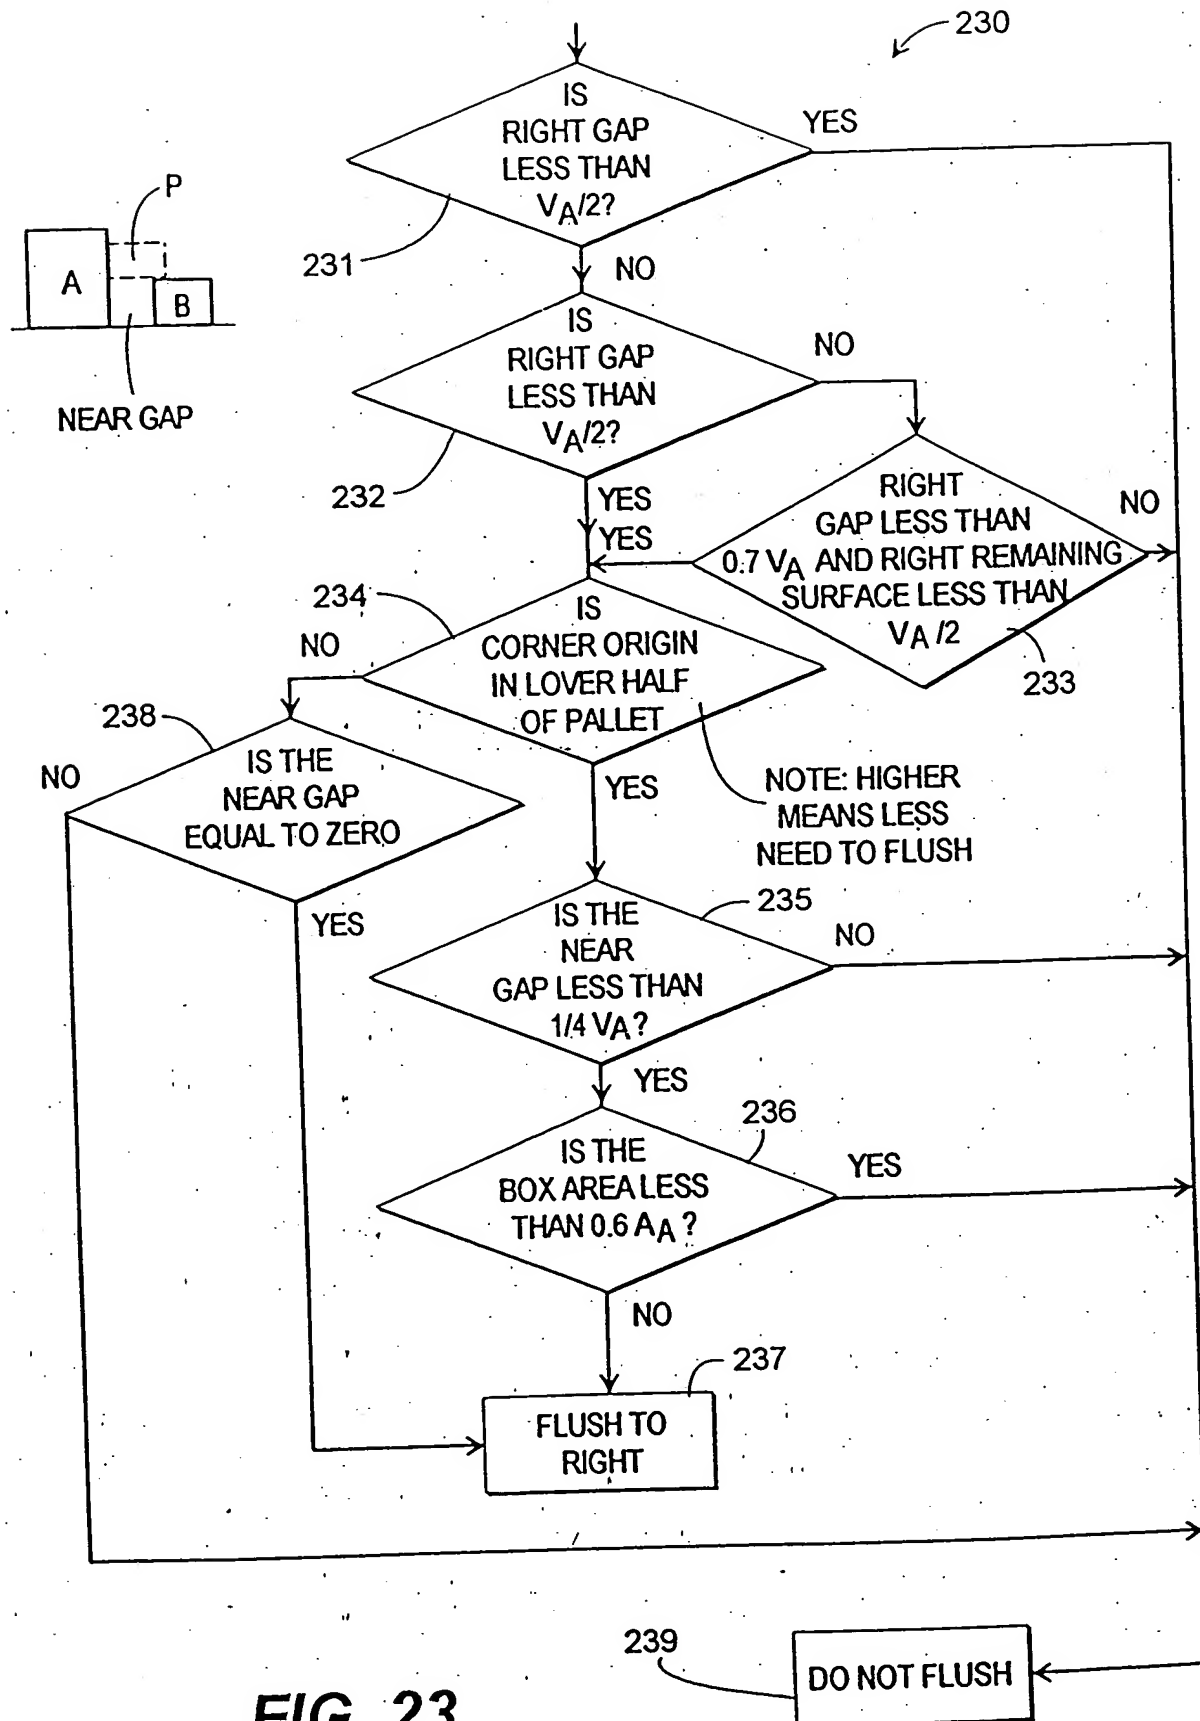 230
IS
RIGHT GAP
LESS THAN
VA/2?
YES
231
NO
P
A
B
NEAR GAP
IS
RIGHT GAP
LESS THAN
VA/2?
NO
232
YES
YES
RIGHT
GAP LESS THAN
0.7 VA AND RIGHT REMAINING
SURFACE LESS THAN
VA /2
NO
233
234
IS
CORNER ORIGIN
IN LOVER HALF
OF PALLET
NO
YES
NOTE: HIGHER
MEANS LESS
NEED TO FLUSH
238
IS THE
NEAR GAP
EQUAL TO ZERO
NO
YES
235
IS THE
NEAR
GAP LESS THAN
1/4 VA?
NO
YES
236
IS THE
BOX AREA LESS
THAN 0.6 AA ?
YES
NO
237
FLUSH TO
RIGHT
239
DO NOT FLUSH
FIG. 23